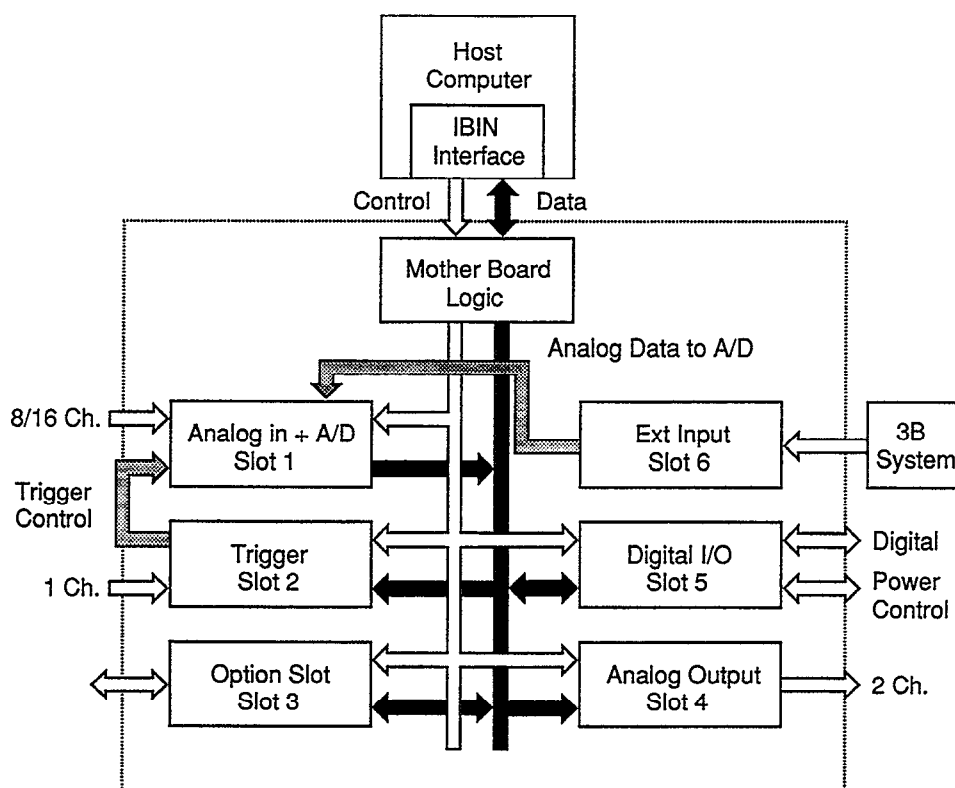 Host
Computer
IBIN
Interface
Control
Data
Mother Board
Logic
Analog Data to A/D
8/16 Ch.
Analog in + A/D
Slot 1
Ext Input
Slot 6
3B
System
Trigger
Control
Trigger
Slot 2
Digital I/O
Slot 5
Digital
1 Ch.
Power
Control
Option Slot
Slot 3
Analog Output
Slot 4
2 Ch.